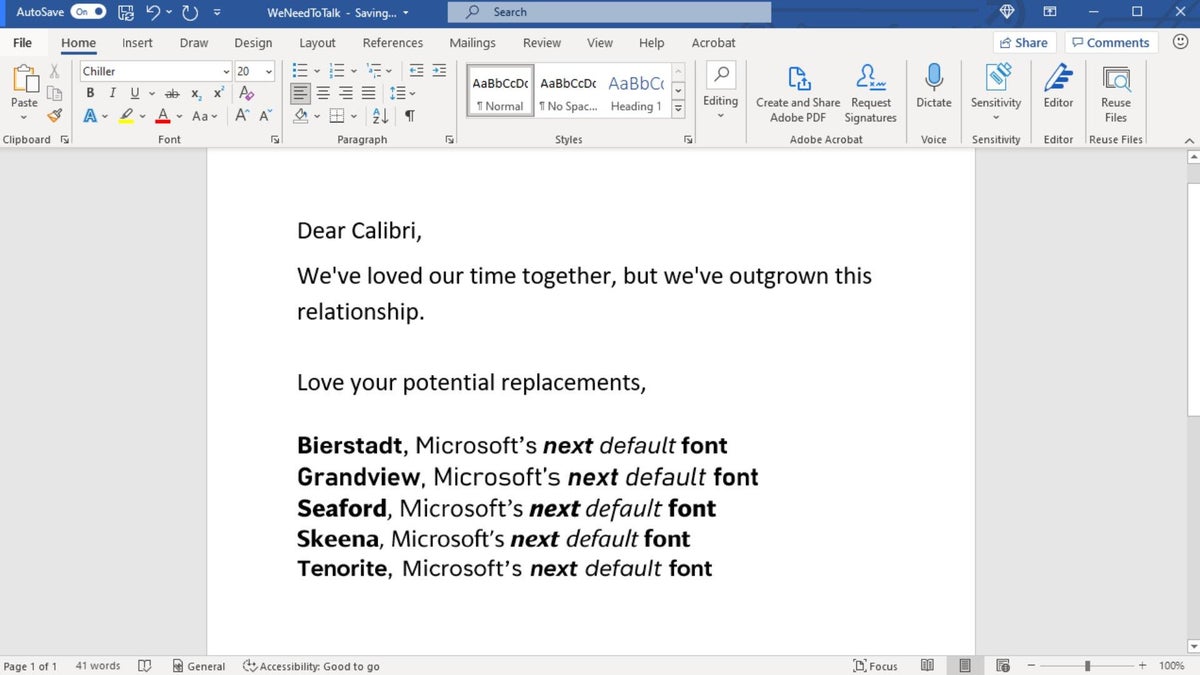 AutoSave On WeNeedToTalk - Saving... Search
File Home Insert Draw Design Layout References Mailings Review View Help Acrobat Share Comments
Chiller 20
Paste
B I U ab x₂ x² A
A A Aa A A
AaBbCcDc AaBbCcDc AaBbCc
¶ Normal ¶ No Spac... Heading 1
Editing
Create and Share Adobe PDF
Request Signatures
Dictate
Sensitivity
Editor
Reuse Files
Clipboard Font Paragraph Styles Adobe Acrobat Voice Sensitivity Editor Reuse Files
Dear Calibri,
We've loved our time together, but we've outgrown this
relationship.
Love your potential replacements,
Bierstadt, Microsoft's next default font
Grandview, Microsoft's next default font
Seaford, Microsoft's next default font
Skeena, Microsoft's next default font
Tenorite, Microsoft's next default font
Page 1 of 1 41 words General Accessibility: Good to go Focus 100%